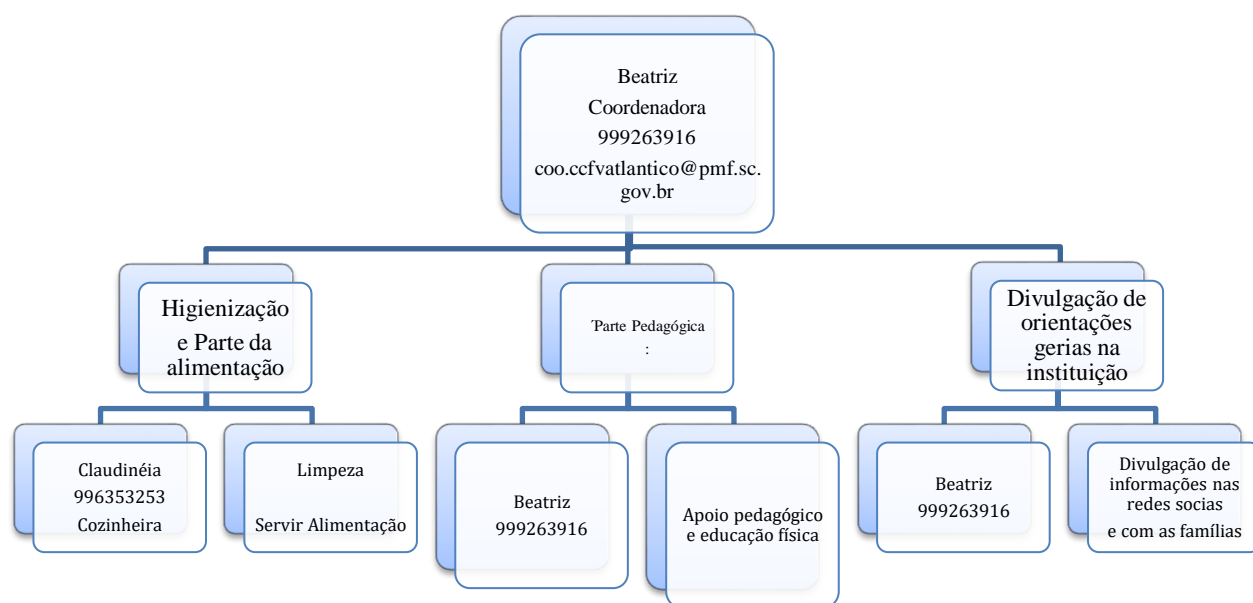 Beatriz
Coordenadora
999263916
coo.ccfvatlantico@pmf.sc.
gov.br
Higienização
e Parte da
alimentação
'Parte Pedagógica
:
Divulgação de
orientações
gerias na
instituição
Claudinéia
996353253
Cozinheira
Limpeza
Servir Alimentação
Beatriz
999263916
Apoio pedagógico
e educação física
Beatriz
999263916
Divulgação de
informações nas
redes socias
e com as famílias